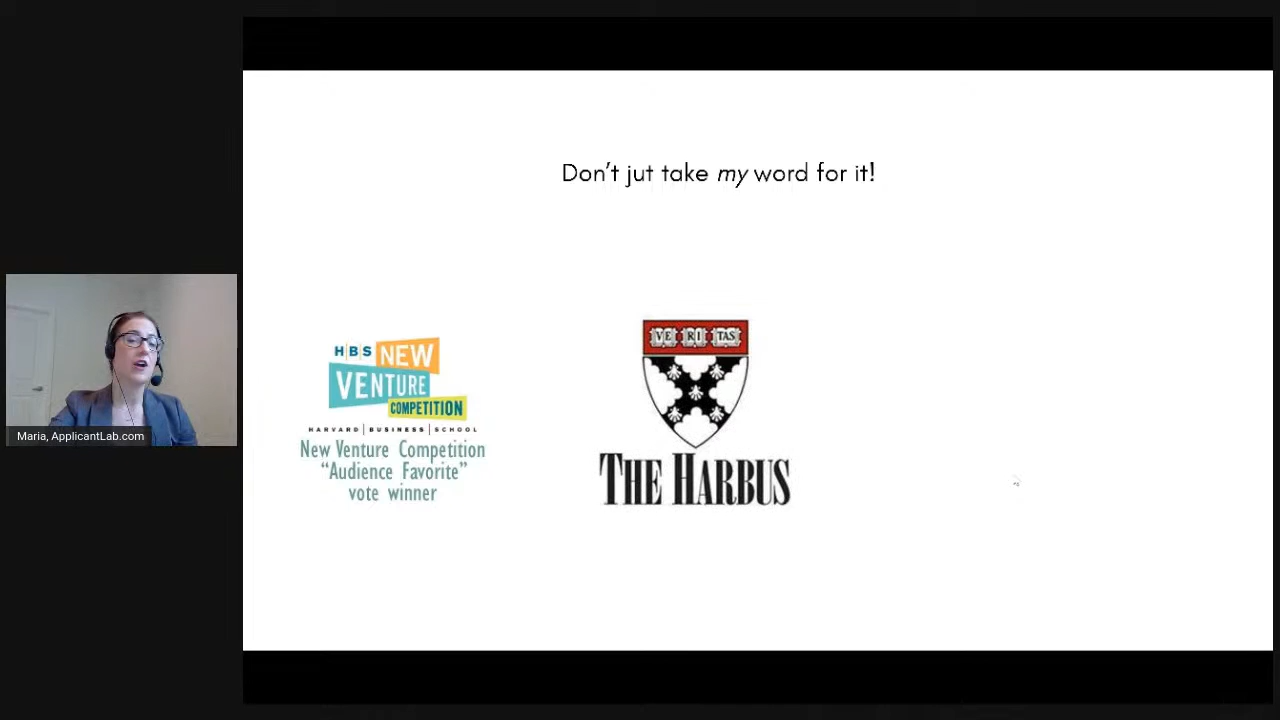 Don't jut take my word for it!
HBS NEW
VENTURE
COMPETITION
HARVARD | BUSINESS | SCHOOL
New Venture Competition
“Audience Favorite”
vote winner
VE RI TAS
THE HARBUS
Maria, ApplicantLab.com